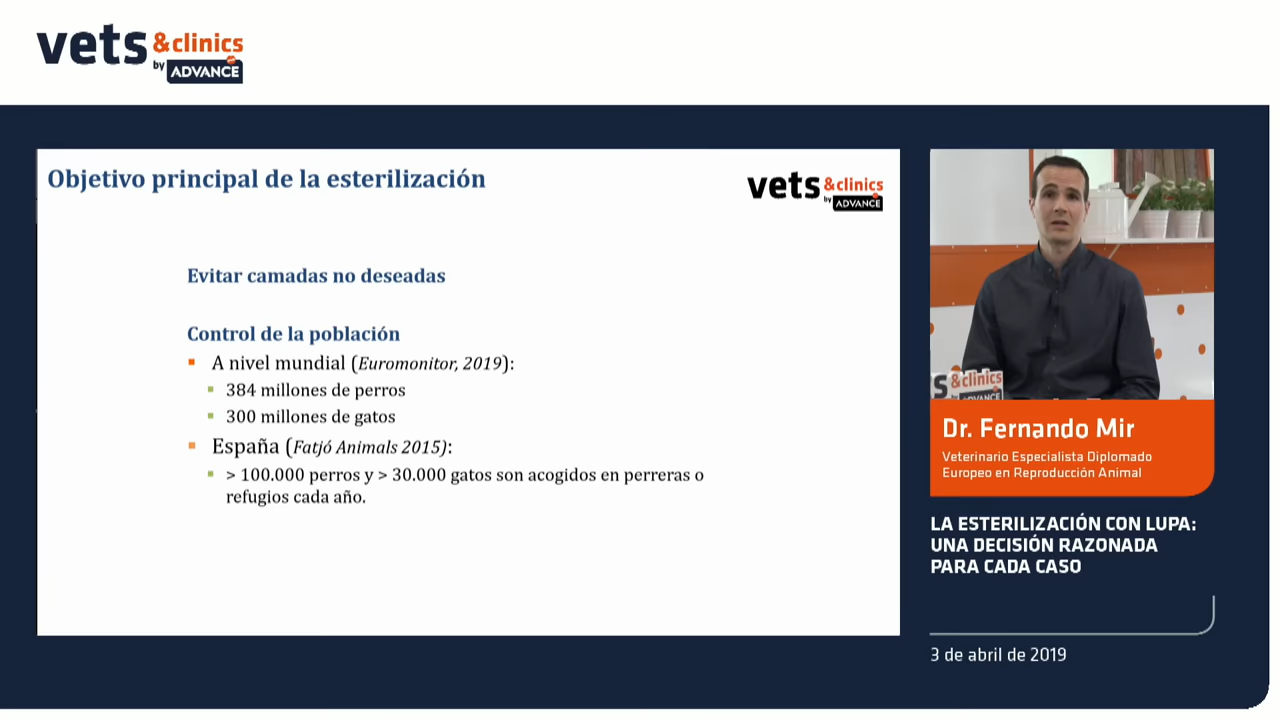 vets &clinics
by ADVANCE
Objetivo principal de la esterilización
vets &clinics
by ADVANCE
Evitar camadas no deseadas
Control de la población
A nivel mundial (Euromonitor, 2019):
384 millones de perros
300 millones de gatos
España (Fatjó Animals 2015):
> 100.000 perros y > 30.000 gatos son acogidos en perreras o
refugios cada año.
s &clinics
by ADVANCE
Dr. Fernando Mir
Veterinario Especialista Diplomado
Europeo en Reproducción Animal
LA ESTERILIZACIÓN CON LUPA:
UNA DECISIÓN RAZONADA
PARA CADA CASO
3 de abril de 2019